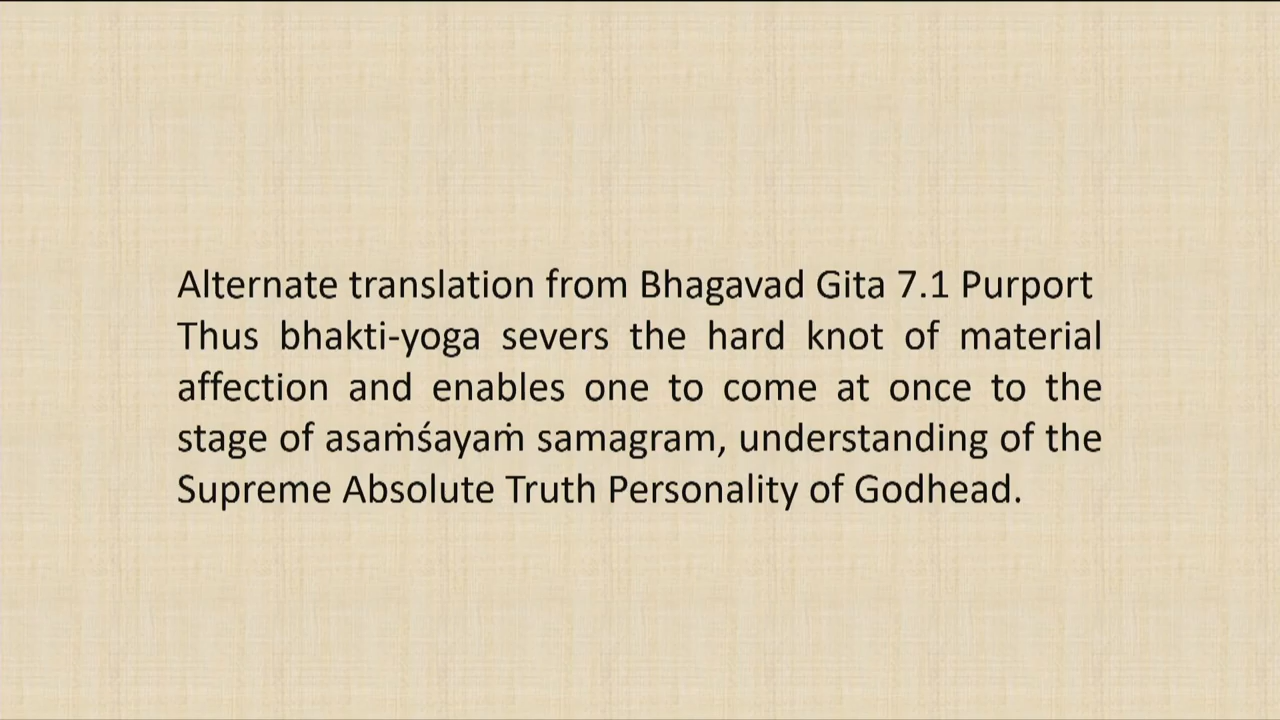 Alternate translation from Bhagavad Gita 7.1 Purport
Thus bhakti-yoga severs the hard knot of material
affection and enables one to come at once to the
stage of asaṁśayaṁ samagram, understanding of the
Supreme Absolute Truth Personality of Godhead.